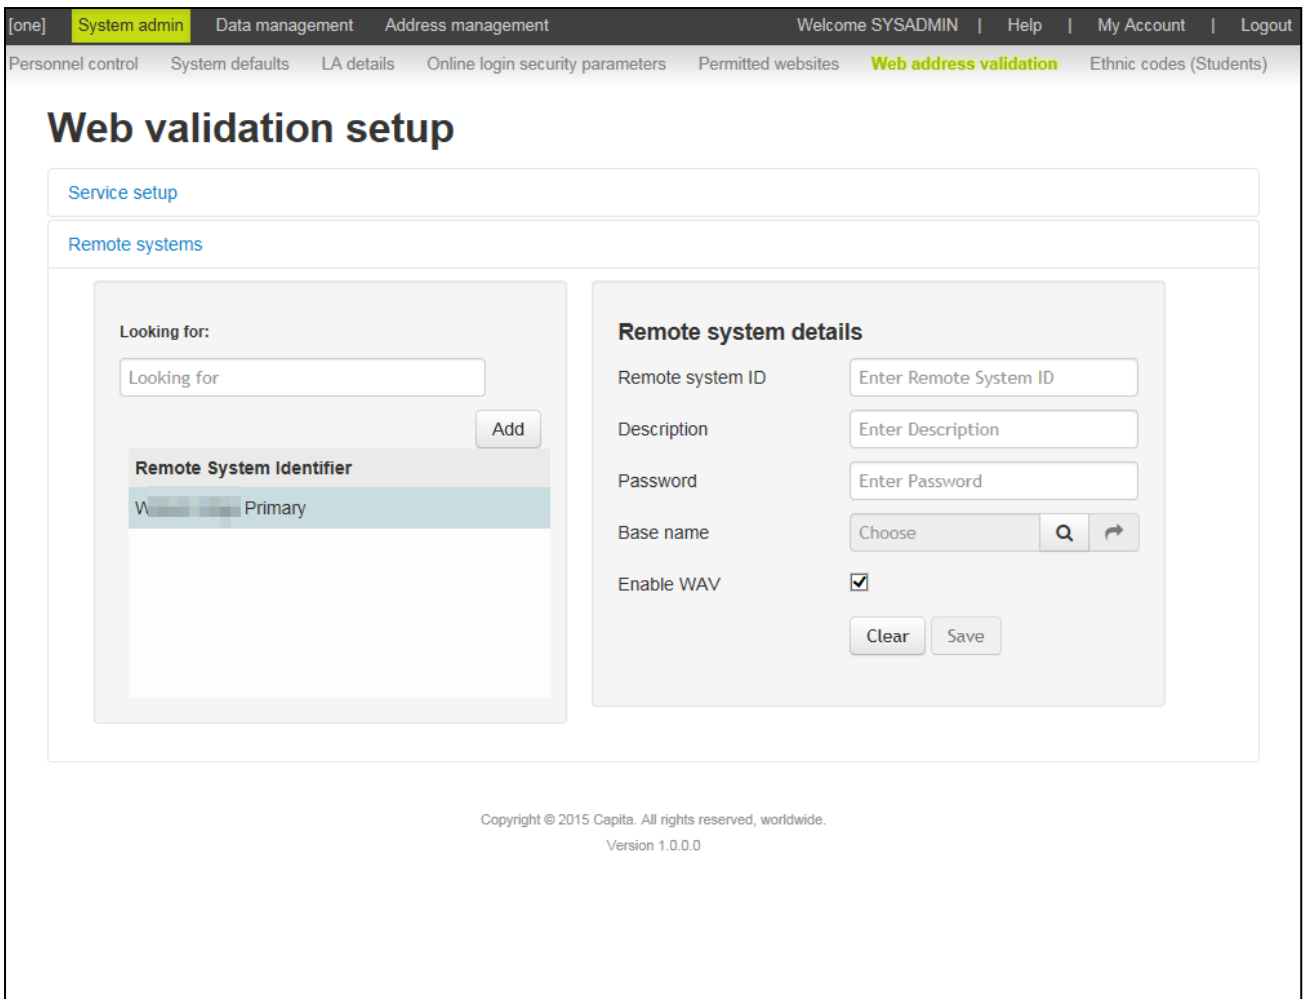 [one] System admin Data management Address management Welcome SYSADMIN | Help | My Account | Logout
Personnel control System defaults LA details Online login security parameters Permitted websites Web address validation Ethnic codes (Students)
Web validation setup
Service setup
Remote systems
Looking for:
Looking for
Add
Remote System Identifier
Primary
Remote system details
Remote system ID Enter Remote System ID
Description Enter Description
Password Enter Password
Base name Choose
Enable WAV
Clear Save
Copyright © 2015 Capita. All rights reserved, worldwide.
Version 1.0.0.0